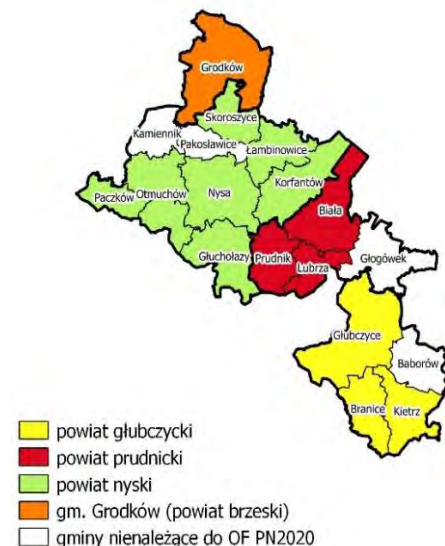 Grodków
Skoroszyce
Kamiennik
Pakosławice
Łambinowice
Korfantów
Paczków
Otmuchów
Nysa
Biała
Głuchołazy
Prudnik
Lubrza
Głogówek
Głubczyce
Baborów
Branice
Kietrz
powiat głubczycki
powiat prudnicki
powiat nyski
gm. Grodków (powiat brzeski)
gminy nienależące do OF PN2020